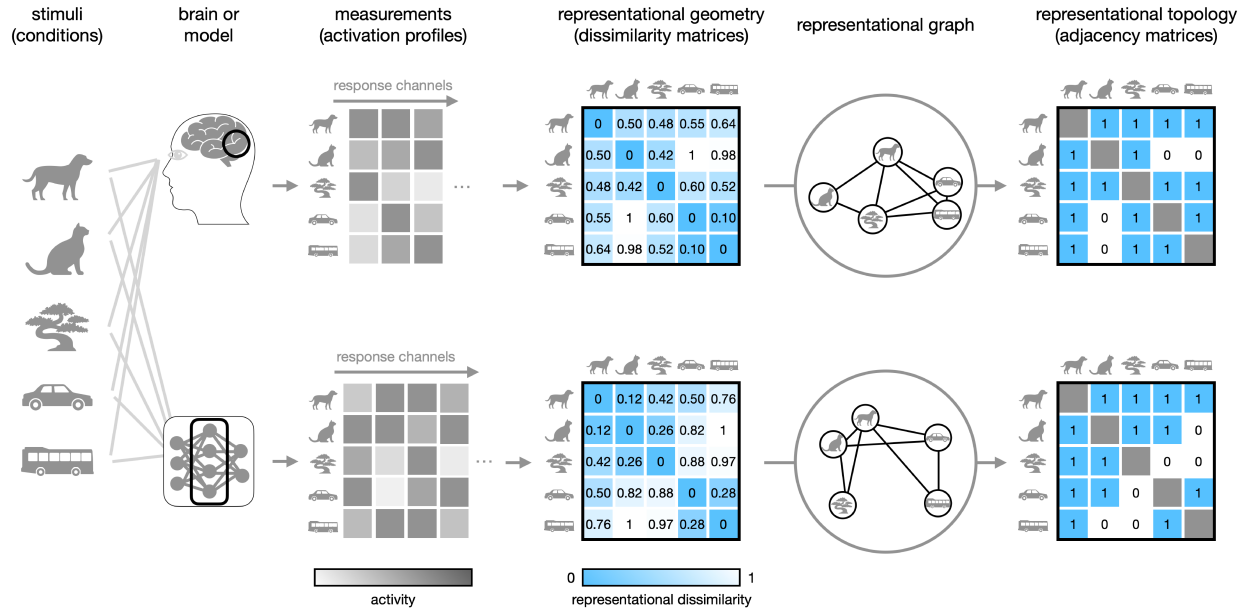 stimuli
(conditions)
brain or
model
measurements
(activation profiles)
representational geometry
(dissimilarity matrices)
representational graph
representational topology
(adjacency matrices)
response channels
0 0.50 0.48 0.55 0.64
0.50 0 0.42 1 0.98
0.48 0.42 0 0.60 0.52
0.55 1 0.60 0 0.10
0.64 0.98 0.52 0.10 0
...
1 1 1 1
1 1 0 0
1 1 1 1
1 0 1 1
1 0 1 1
response channels
0 0.12 0.42 0.50 0.76
0.12 0 0.26 0.82 1
0.42 0.26 0 0.88 0.97
0.50 0.82 0.88 0 0.28
0.76 1 0.97 0.28 0
...
1 1 1 1
1 1 1 0
1 1 0 0
1 1 0 1
1 0 0 1
activity
0 1
representational dissimilarity